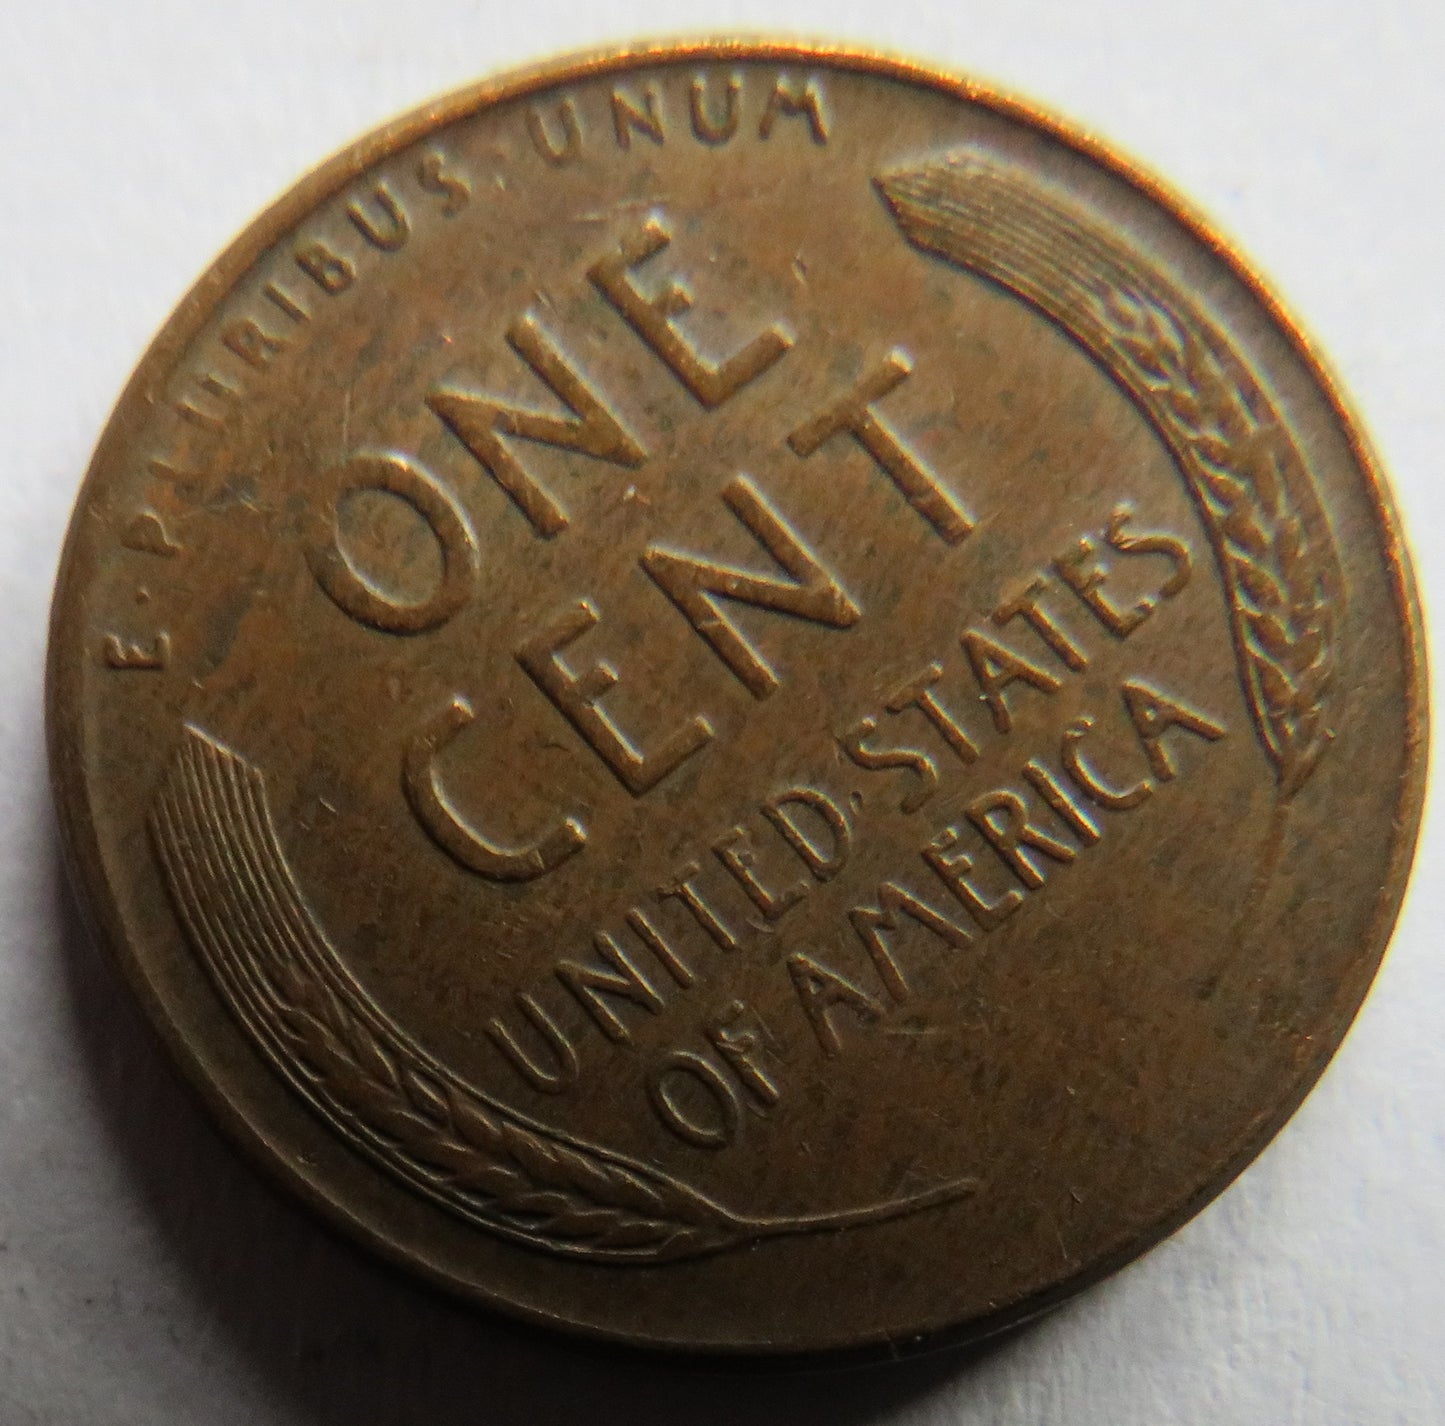 E · PLURIBUS · UNUM
ONE
CENT
UNITED · STATES
OF AMERICA